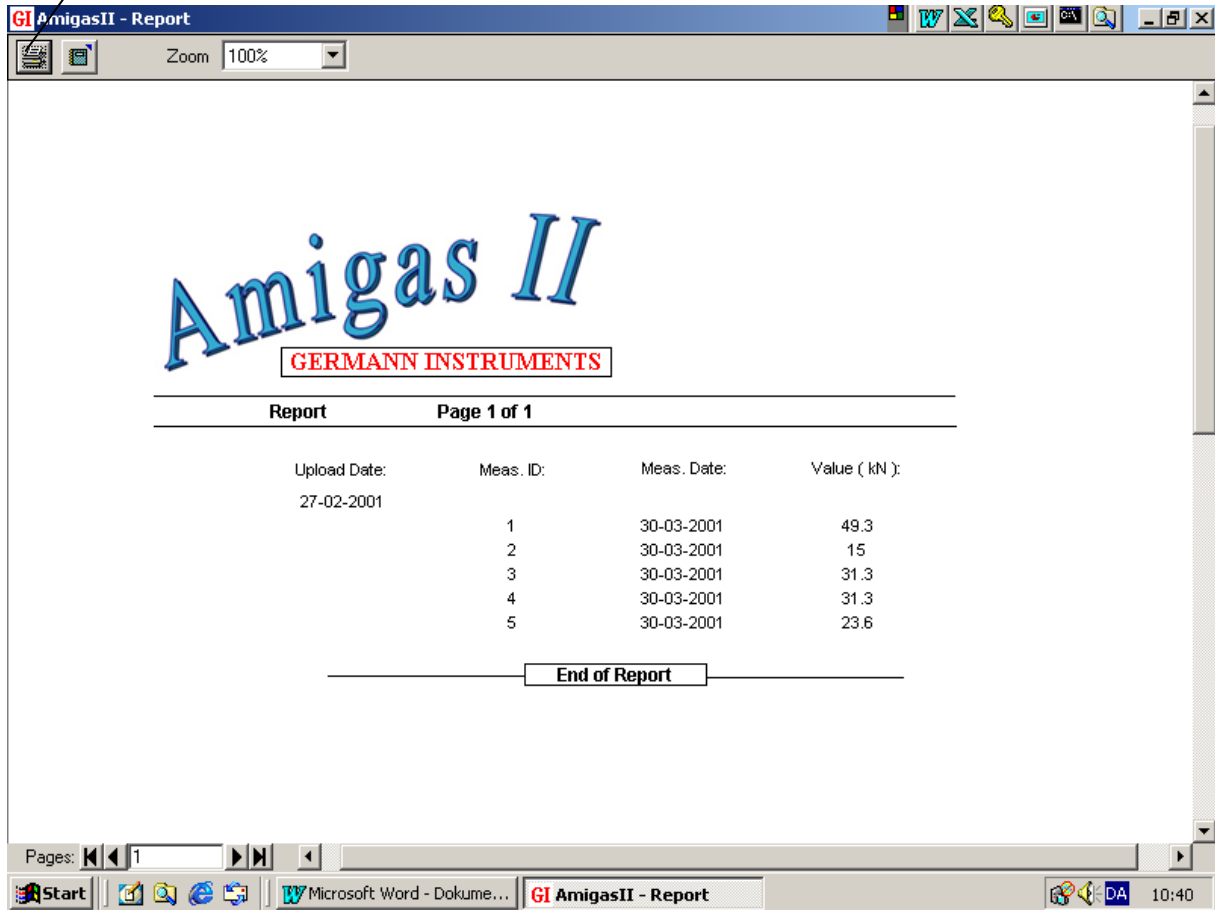 GI AmigasII - Report
Zoom 100%
Amigas II
GERMANN INSTRUMENTS
Report Page 1 of 1
Upload Date: Meas. ID: Meas. Date: Value ( kN ):
27-02-2001
1 30-03-2001 49.3
2 30-03-2001 15
3 30-03-2001 31.3
4 30-03-2001 31.3
5 30-03-2001 23.6
End of Report
Pages: 1
Start Microsoft Word - Dokume... GI AmigasII - Report DA 10:40